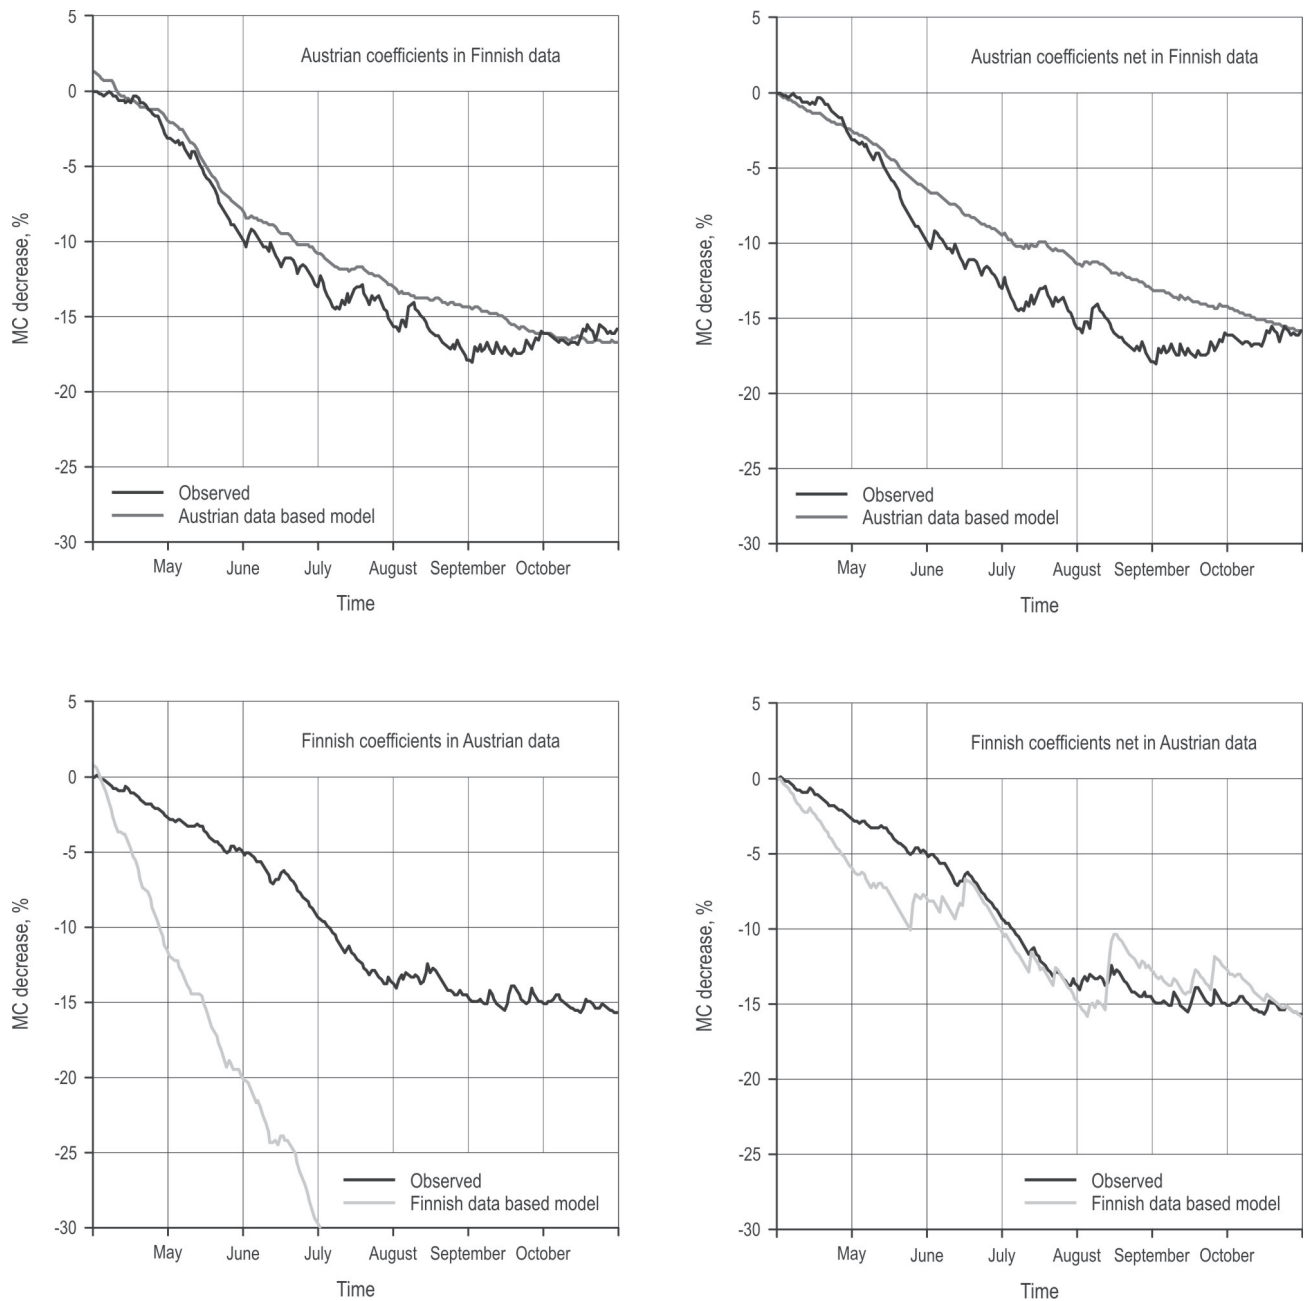 Austrian coefficients in Finnish data
5
0
-5
-10
-15
-20
-25
-30
MC decrease, %
Observed
Austrian data based model
May June July August September October
Time
Austrian coefficients net in Finnish data
5
0
-5
-10
-15
-20
-25
-30
MC decrease, %
Observed
Austrian data based model
May June July August September October
Time
Finnish coefficients in Austrian data
5
0
-5
-10
-15
-20
-25
-30
MC decrease, %
Observed
Finnish data based model
May June July August September October
Time
Finnish coefficients net in Austrian data
5
0
-5
-10
-15
-20
-25
-30
MC decrease, %
Observed
Finnish data based model
May June July August September October
Time